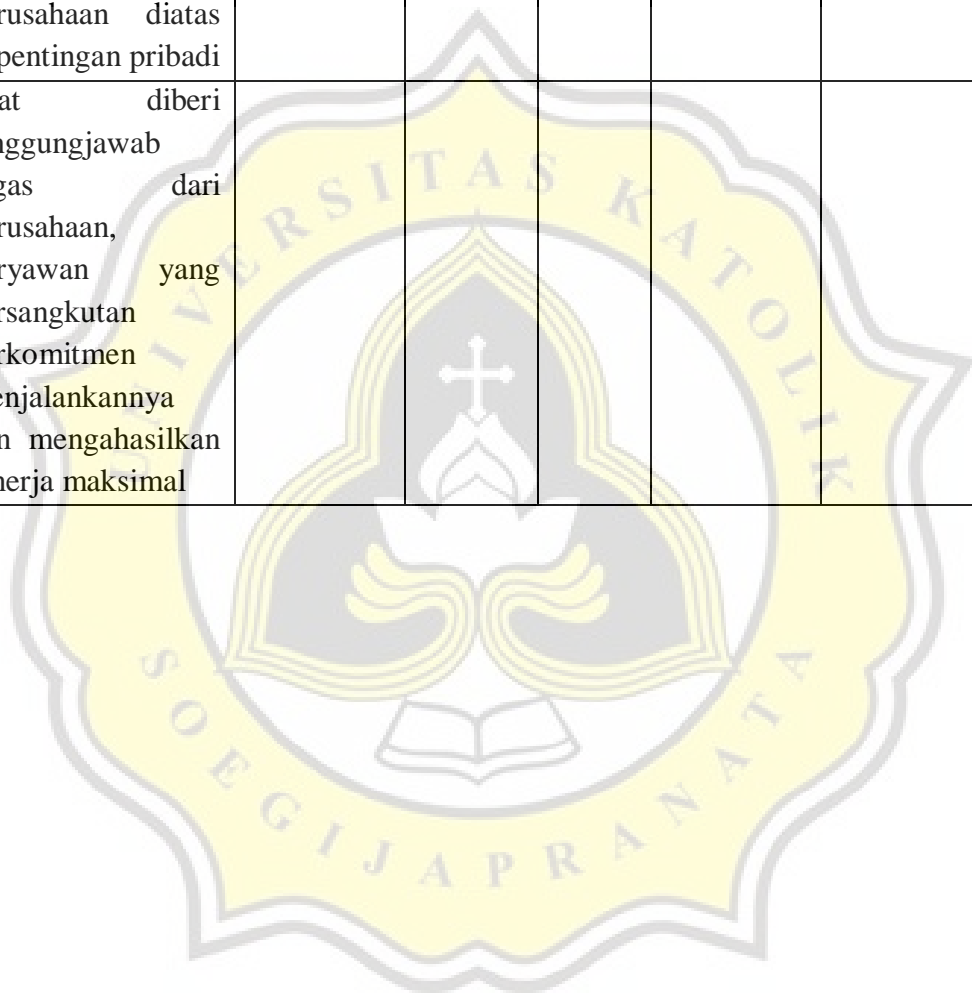 rusahaan diatas
pentingan pribadi
at diberi
nggungjawab
gas dari
rusahaan,
ryawan yang
rsangkutan
rkomitmen
enjalankannya
n mengahasilkan
nerja maksimal
UNIVERSITAS KATOLIK
SOEGIJAPRANATA